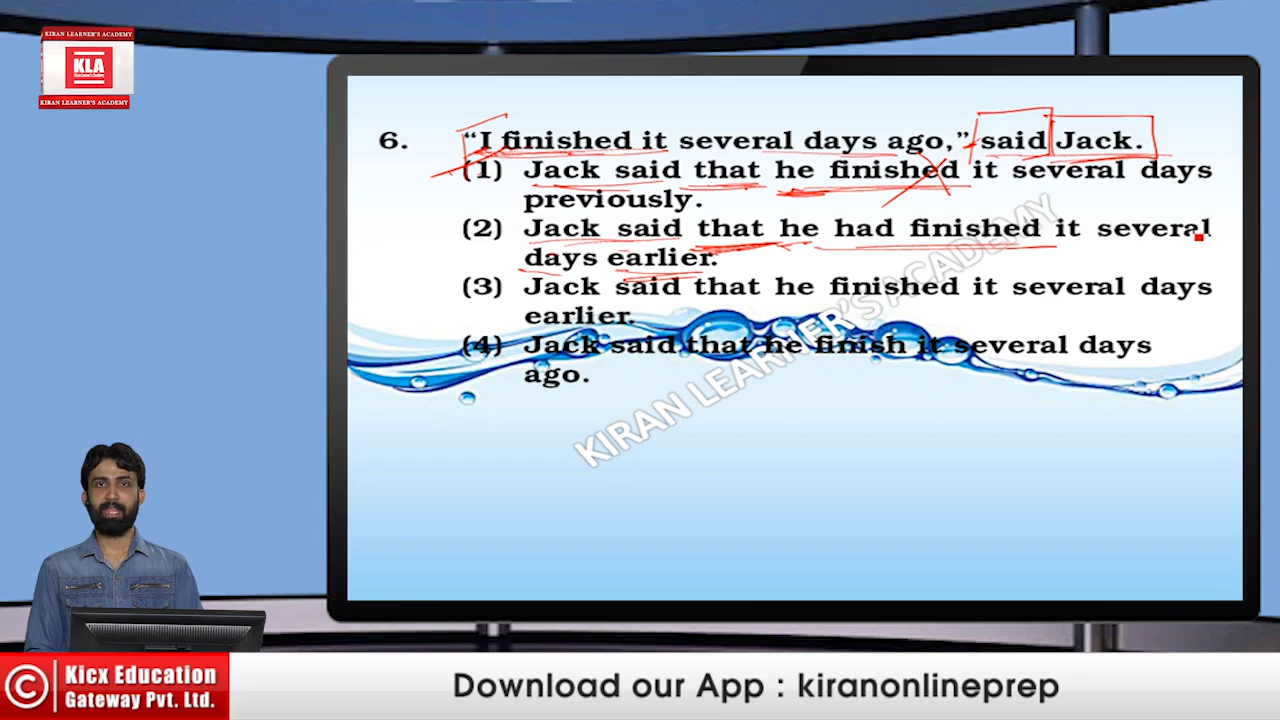 KIRAN LEARNER'S ACADEMY
KLA
KIRAN LEARNER'S ACADEMY
6. “I finished it several days ago,” said Jack.
(1) Jack said that he finished it several days
previously.
(2) Jack said that he had finished it several
days earlier.
(3) Jack said that he finished it several days
earlier.
(4) Jack said that he finish it several days
ago.
KIRAN LEARNER'S ACADEMY
© Kicx Education
Gateway Pvt. Ltd.
Download our App : kiranonlineprep